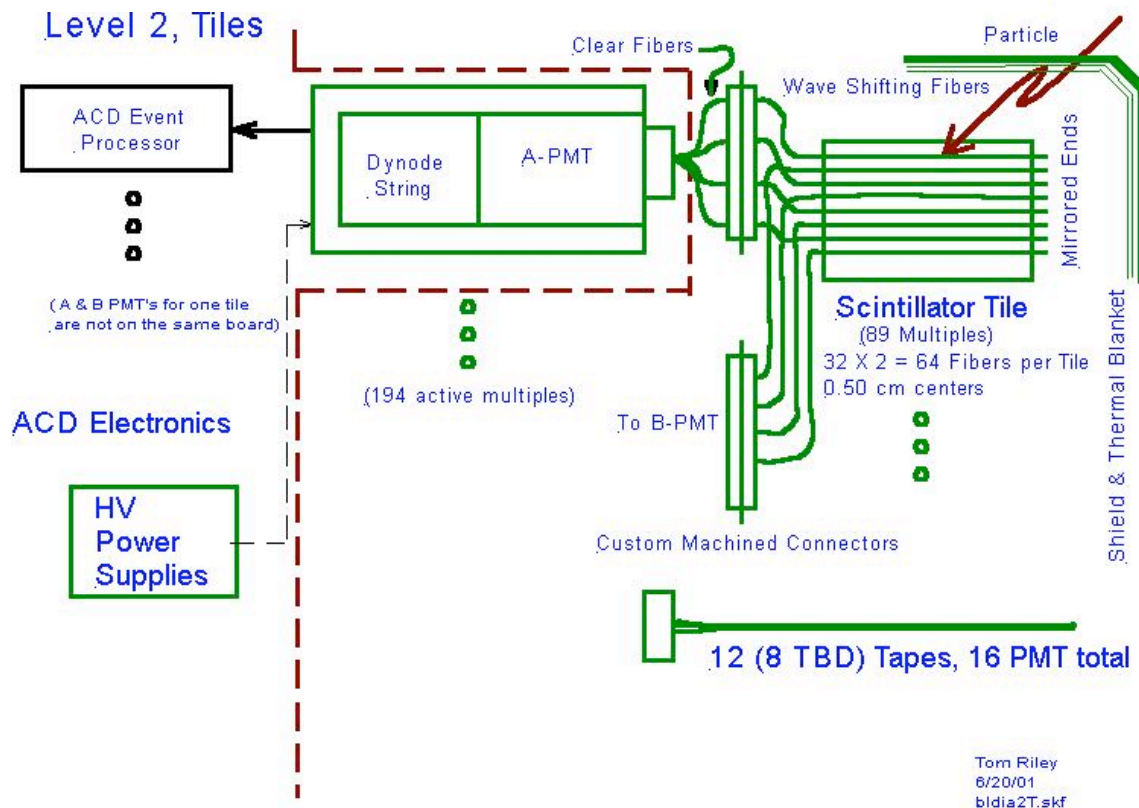 Level 2, Tiles
Clear Fibers
Particle
Wave Shifting Fibers
ACD Event
Processor
Dynode
String
A-PMT
Mirrored Ends
Shield & Thermal Blanket
(A & B PMT's for one tile
are not on the same board)
Scintillator Tile
(89 Multiples)
32 X 2 = 64 Fibers per Tile
0.50 cm centers
(194 active multiples)
To B-PMT
ACD Electronics
HV
Power
Supplies
Custom Machined Connectors
12 (8 TBD) Tapes, 16 PMT total
Tom Riley
6/20/01
bldia2T.skf